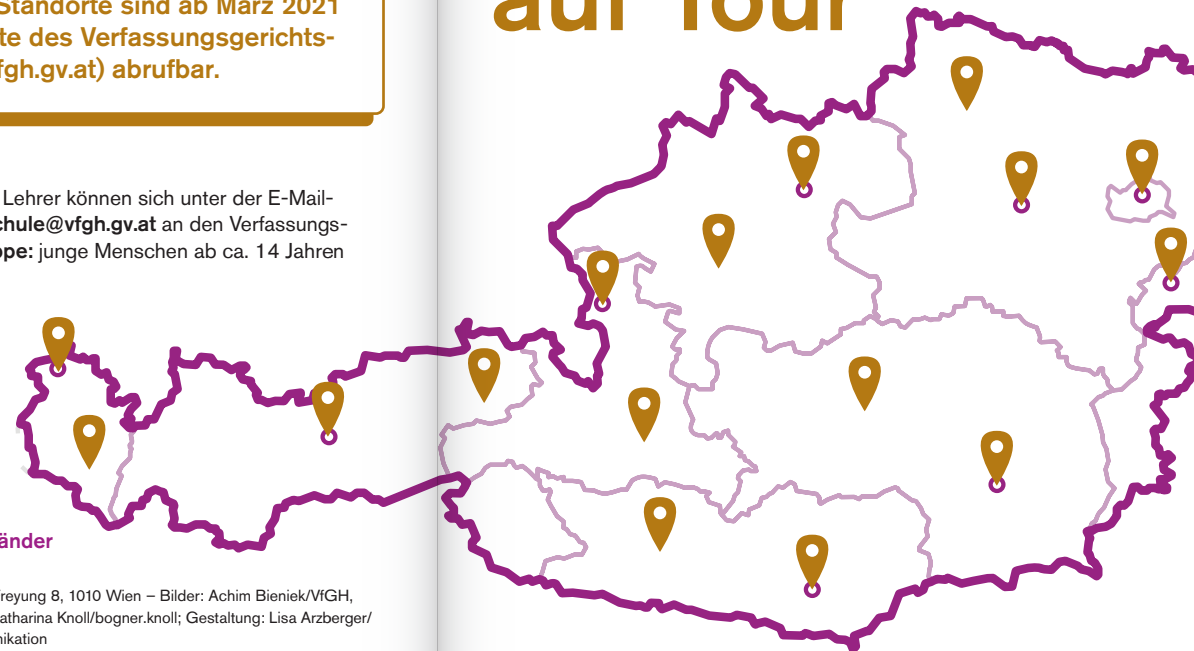 Standorte sind ab März 2021
te des Verfassungsgerichts-
fgh.gv.at) abrufbar.
auf Tour
Lehrer können sich unter der E-Mail-
chule@vfgh.gv.at an den Verfassungs-
ppe: junge Menschen ab ca. 14 Jahren
änder
reyung 8, 1010 Wien – Bilder: Achim Bieniek/VfGH,
atharina Knoll/bogner.knoll; Gestaltung: Lisa Arzberger/
nikation